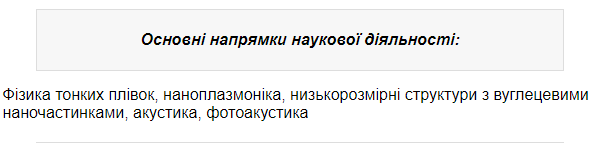 Основні напрямки наукової діяльності:
Фізика тонких плівок, наноплазмоніка, низькорозмірні структури з вуглецевими
наночастинками, акустика, фотоакустика